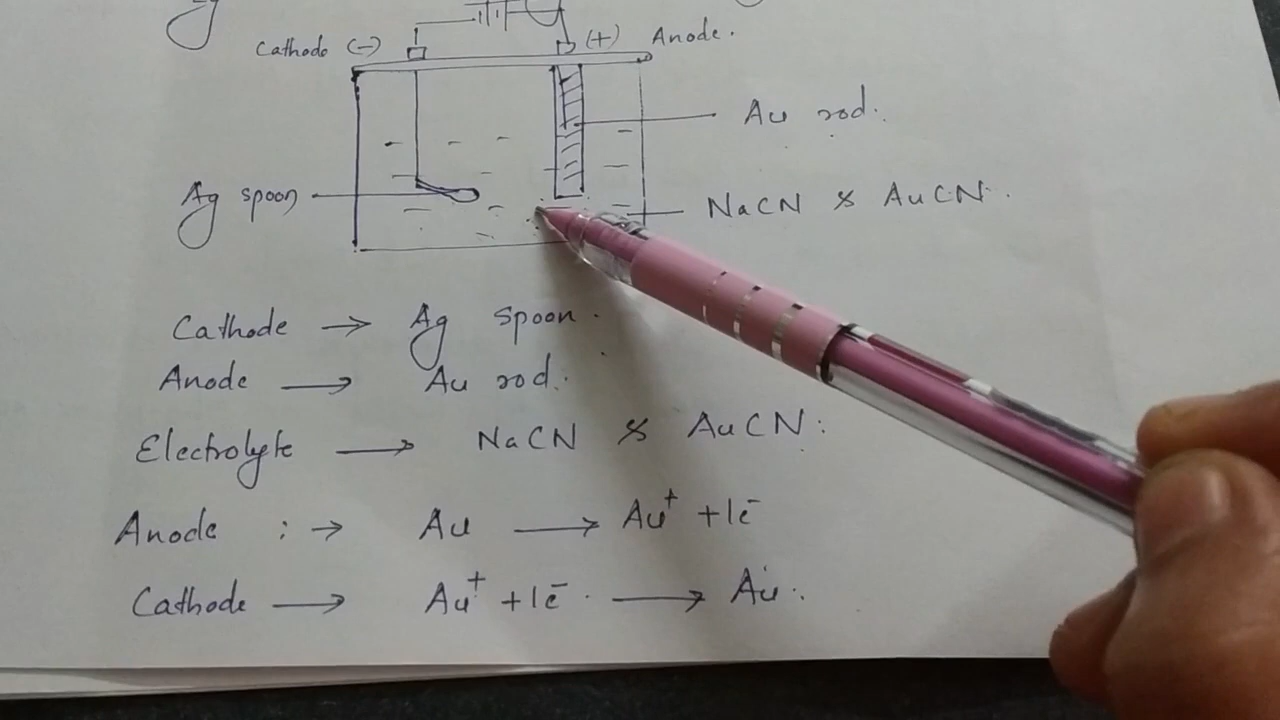 Cathode (-)
(+) Anode.
Au rod.
Ag spoon
NaCN & AuCN.
Cathode → Ag spoon.
Anode → Au rod.
Electrolyte → NaCN & AuCN.
Anode : → Au → Au⁺ + 1e⁻
Cathode → Au⁺ + 1e⁻ → Au.